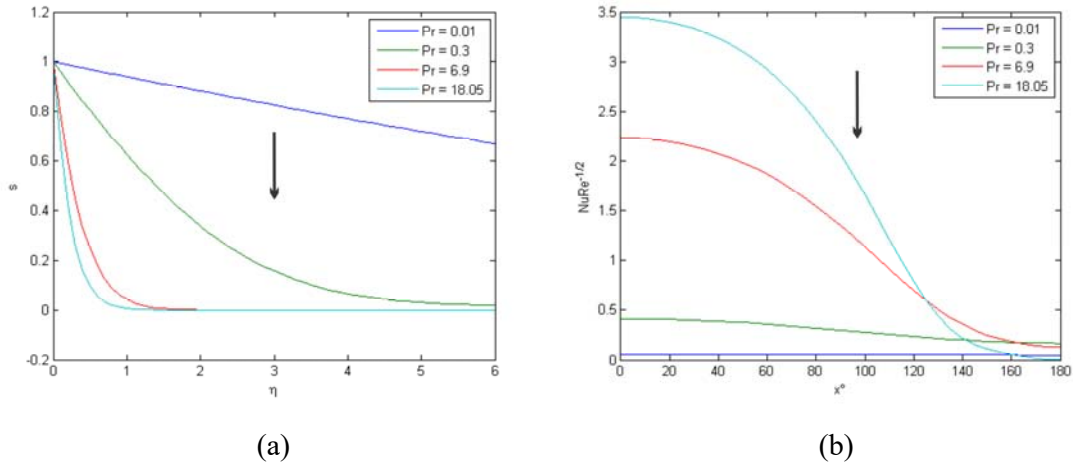 1.2
1
0.8
0.6
0.4
0.2
0
-0.2
s
0 1 2 3 4 5 6
η
Pr = 0.01
Pr = 0.3
Pr = 6.9
Pr = 18.05
(a)
3.5
3
2.5
2
1.5
1
0.5
0
NuRe-1/2
0 20 40 60 80 100 120 140 160 180
xº
Pr = 0.01
Pr = 0.3
Pr = 6.9
Pr = 18.05
(b)